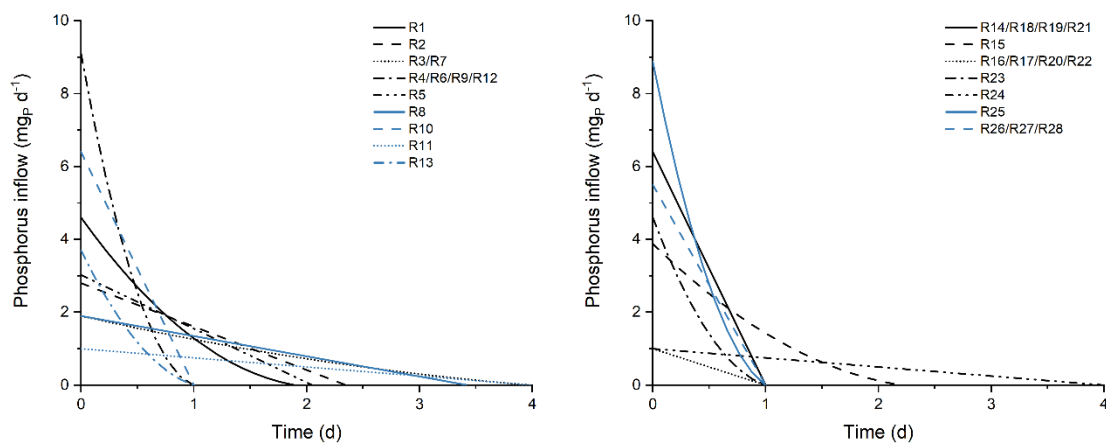 10
8
6
4
2
0
Phosphorus inflow (mgP d-1)
0
1
2
3
4
Time (d)
R1
R2
R3/R7
R4/R6/R9/R12
R5
R8
R10
R11
R13
10
8
6
4
2
0
Phosphorus inflow (mgP d-1)
0
1
2
3
4
Time (d)
R14/R18/R19/R21
R15
R16/R17/R20/R22
R23
R24
R25
R26/R27/R28